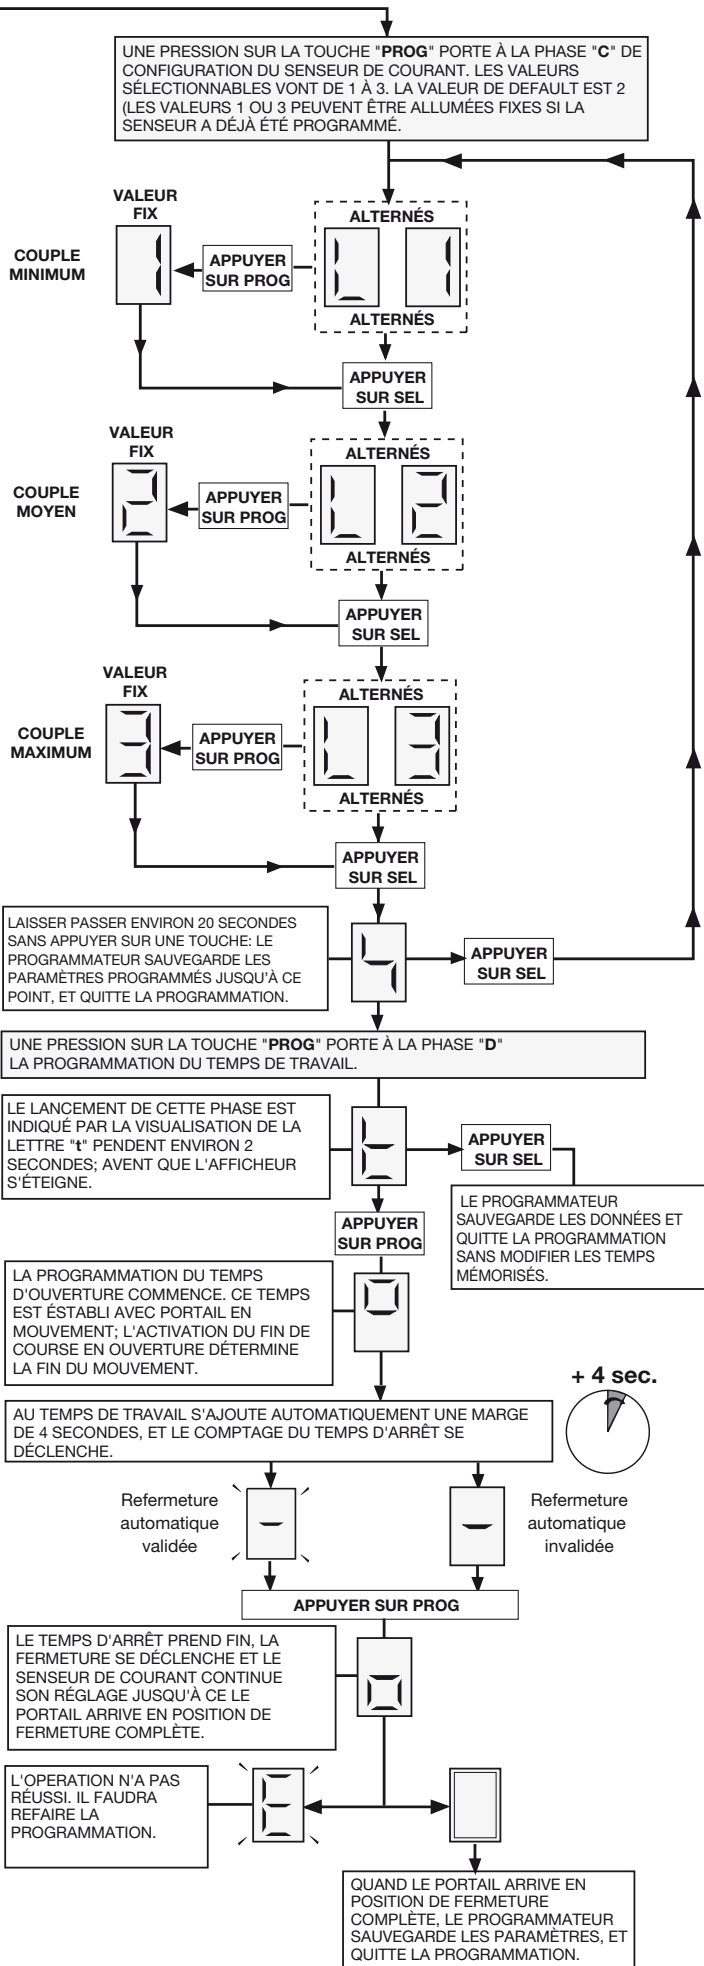 UNE PRESSION SUR LA TOUCHE "PROG" PORTE À LA PHASE "C" DE
CONFIGURATION DU SENSEUR DE COURANT. LES VALEURS
SÉLECTIONNABLES VONT DE 1 À 3. LA VALEUR DE DEFAULT EST 2
(LES VALEURS 1 OU 3 PEUVENT ÊTRE ALLUMÉES FIXES SI LA
SENSEUR A DÉJÀ ÉTÉ PROGRAMMÉ.
VALEUR
FIX
ALTERNÉS
COUPLE
MINIMUM
1
APPUYER
SUR PROG
L 1
ALTERNÉS
APPUYER
SUR SEL
VALEUR
FIX
ALTERNÉS
COUPLE
MOYEN
2
APPUYER
SUR PROG
L 2
ALTERNÉS
APPUYER
SUR SEL
VALEUR
FIX
ALTERNÉS
COUPLE
MAXIMUM
3
APPUYER
SUR PROG
L 3
ALTERNÉS
APPUYER
SUR SEL
LAISSER PASSER ENVIRON 20 SECONDES
SANS APPUYER SUR UNE TOUCHE: LE
PROGRAMMATEUR SAUVEGARDE LES
PARAMÈTRES PROGRAMMÉS JUSQU'À CE
POINT, ET QUITTE LA PROGRAMMATION.
4
APPUYER
SUR SEL
UNE PRESSION SUR LA TOUCHE "PROG" PORTE À LA PHASE "D"
LA PROGRAMMATION DU TEMPS DE TRAVAIL.
LE LANCEMENT DE CETTE PHASE EST
INDIQUÉ PAR LA VISUALISATION DE LA
LETTRE "t" PENDENT ENVIRON 2
SECONDES; AVENT QUE L'AFFICHEUR
S'ÉTEIGNE.
t
APPUYER
SUR SEL
LE PROGRAMMATEUR
SAUVEGARDE LES DONNÉES ET
QUITTE LA PROGRAMMATION
SANS MODIFIER LES TEMPS
MÉMORISÉS.
APPUYER
SUR PROG
LA PROGRAMMATION DU TEMPS
D'OUVERTURE COMMENCE. CE TEMPS
EST ÉSTABLI AVEC PORTAIL EN
MOUVEMENT; L'ACTIVATION DU FIN DE
COURSE EN OUVERTURE DÉTERMINE
LA FIN DU MOUVEMENT.
o
+ 4 sec.
AU TEMPS DE TRAVAIL S'AJOUTE AUTOMATIQUEMENT UNE MARGE
DE 4 SECONDES, ET LE COMPTAGE DU TEMPS D'ARRÊT SE
DÉCLENCHE.
Refermeture
automatique
validée
-
-
Refermeture
automatique
invalidée
APPUYER SUR PROG
LE TEMPS D'ARRÊT PREND FIN, LA
FERMETURE SE DÉCLENCHE ET LE
SENSEUR DE COURANT CONTINUE
SON RÉGLAGE JUSQU'À CE LE
PORTAIL ARRIVE EN POSITION DE
FERMETURE COMPLÈTE.
o
L'OPERATION N'A PAS
RÉUSSI. IL FAUDRA
REFAIRE LA
PROGRAMMATION.
E
QUAND LE PORTAIL ARRIVE EN
POSITION DE FERMETURE
COMPLÈTE, LE PROGRAMMATEUR
SAUVEGARDE LES PARAMÈTRES, ET
QUITTE LA PROGRAMMATION.